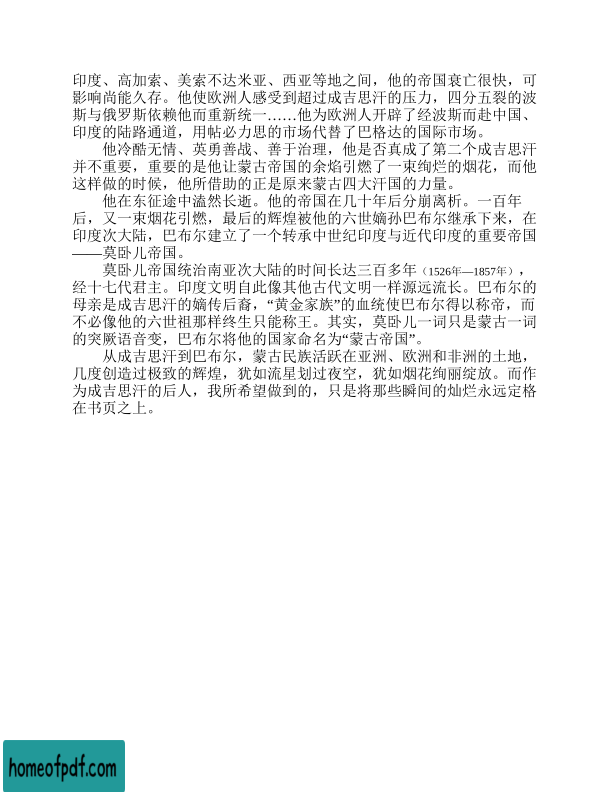 印度、高加索、美索不达米亚、西亚等地之间，他的帝国衰亡很快，可
影响尚能久存。他使欧洲人感受到超过成吉思汗的压力，四分五裂的波
斯与俄罗斯依赖他而重新统一……他为欧洲人开辟了经波斯而赴中国、
印度的陆路通道，用帖必力思的市场代替了巴格达的国际市场。
他冷酷无情、英勇善战、善于治理，他是否真成了第二个成吉思汗
并不重要，重要的是他让蒙古帝国的余焰引燃了一束绚烂的烟花，而他
这样做的时候，他所借助的正是原来蒙古四大汗国的力量。
他在东征途中溘然长逝。他的帝国在几十年后分崩离析。一百年
后，又一束烟花引燃，最后的辉煌被他的六世嫡孙巴布尔继承下来，在
印度次大陆，巴布尔建立了一个转承中世纪印度与近代印度的重要帝国
——莫卧儿帝国。
莫卧儿帝国统治南亚次大陆的时间长达三百多年（1526年—1857年），
经十七代君主。印度文明自此像其他古代文明一样源远流长。巴布尔的
母亲是成吉思汗的嫡传后裔，“黄金家族”的血统使巴布尔得以称帝，而
不必像他的六世祖那样终生只能称王。其实，莫卧儿一词只是蒙古一词
的突厥语音变，巴布尔将他的国家命名为“蒙古帝国”。
从成吉思汗到巴布尔，蒙古民族活跃在亚洲、欧洲和非洲的土地，
几度创造过极致的辉煌，犹如流星划过夜空，犹如烟花绚丽绽放。而作
为成吉思汗的后人，我所希望做到的，只是将那些瞬间的灿烂永远定格
在书页之上。
homeofpdf.com